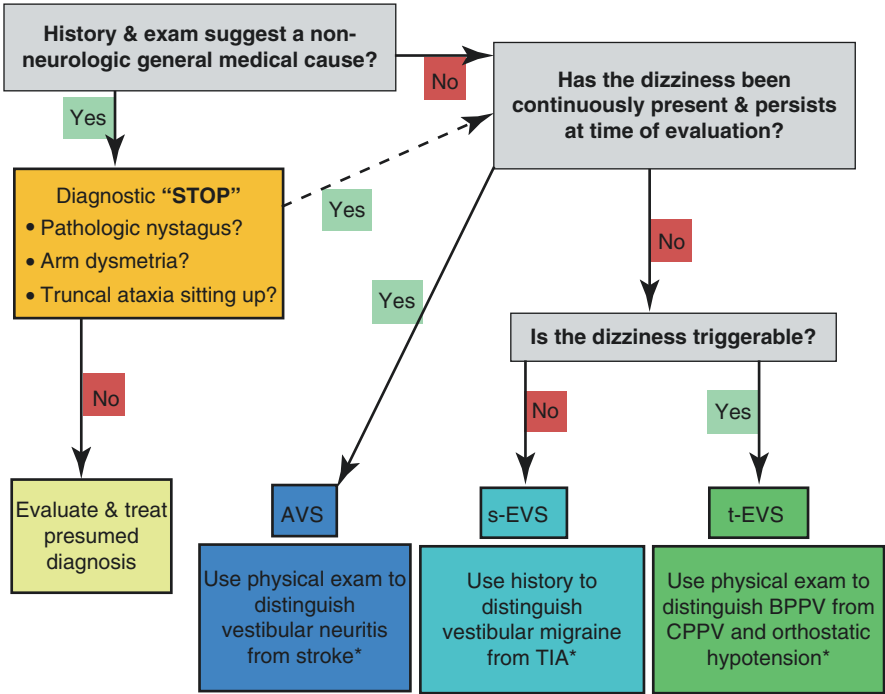 History & exam suggest a non-
neurologic general medical cause?
No
Has the dizziness been
continuously present & persists
at time of evaluation?
Yes
Diagnostic “STOP”
• Pathologic nystagus?
• Arm dysmetria?
• Truncal ataxia sitting up?
Yes
No
Yes
Is the dizziness triggerable?
No
No
Yes
Evaluate & treat
presumed
diagnosis
AVS
s-EVS
t-EVS
Use physical exam to
distinguish
vestibular neuritis
from stroke*
Use history to
distinguish
vestibular migraine
from TIA*
Use physical exam to
distinguish BPPV from
CPPV and orthostatic
hypotension*